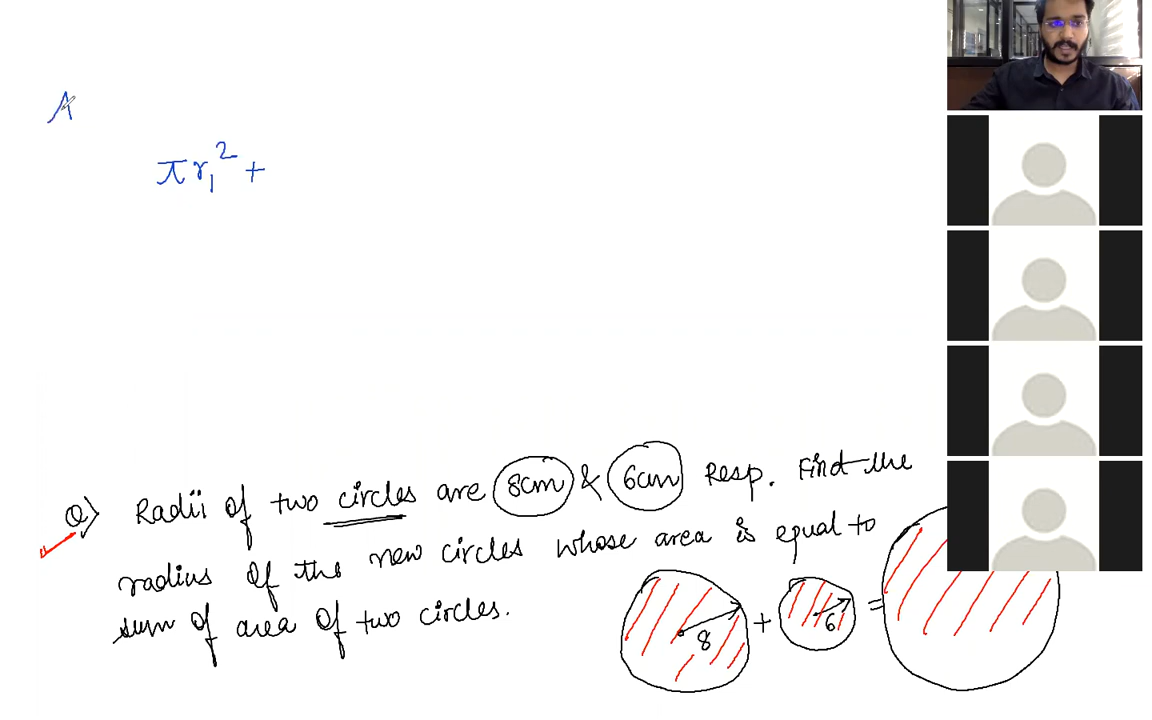 A
πr₁² +
Q) Radii of two circles are 8cm & 6cm Resp. Find the
radius of the new circles whose area is equal to
sum of area of two circles.
8 + 6 =